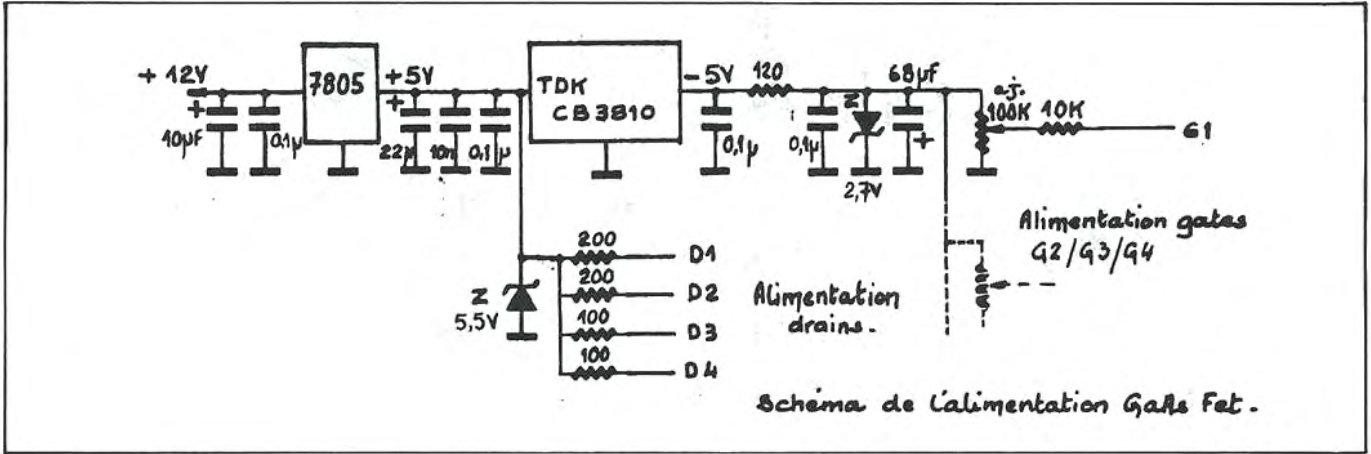 + 12V
7805
+5V
TDK
CB3810
-5V
120
68µF
aj.
100K
10K
G1
+
10µF
0,1µ
+
22µ
10n
0,1µ
0,1µ
0,1µ
Z
2,7V
+
Alimentation gates
G2/G3/G4
200
D1
200
D2
100
D3
100
D4
Z
5,5V
Alimentation
drains.
Schéma de l'alimentation GaAs Fet.